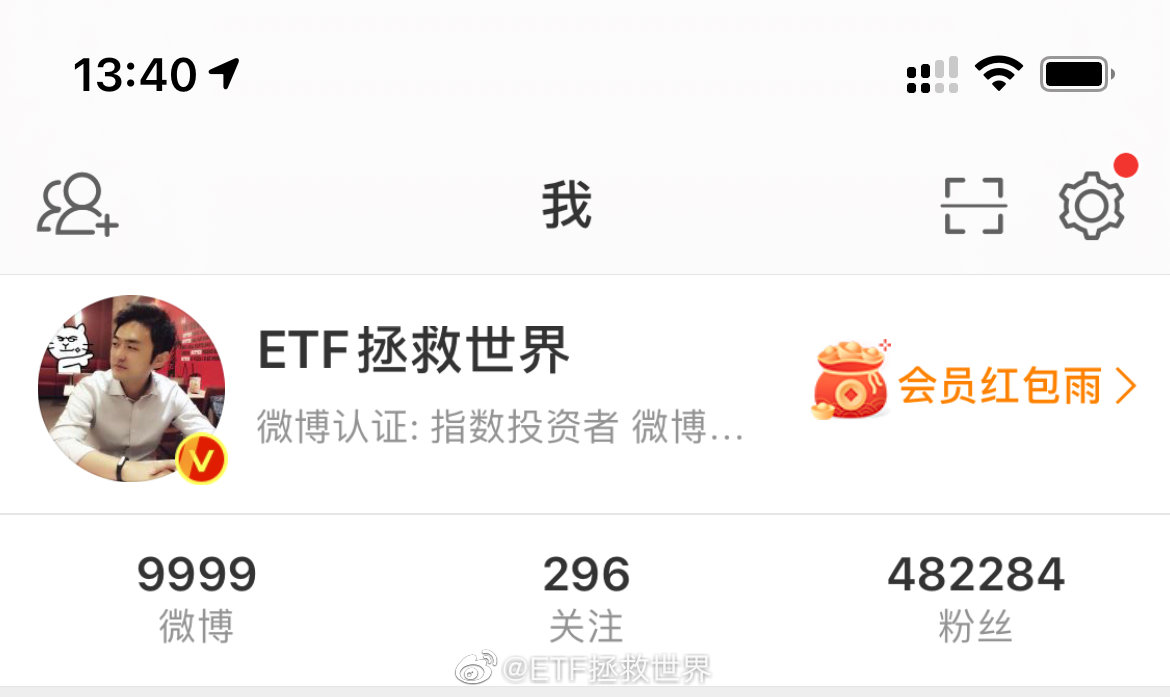 13:40
我
ETF拯救世界
微博认证: 指数投资者 微博...
会员红包雨
9999 296 482284
微博 关注 粉丝
@ETF拯救世界